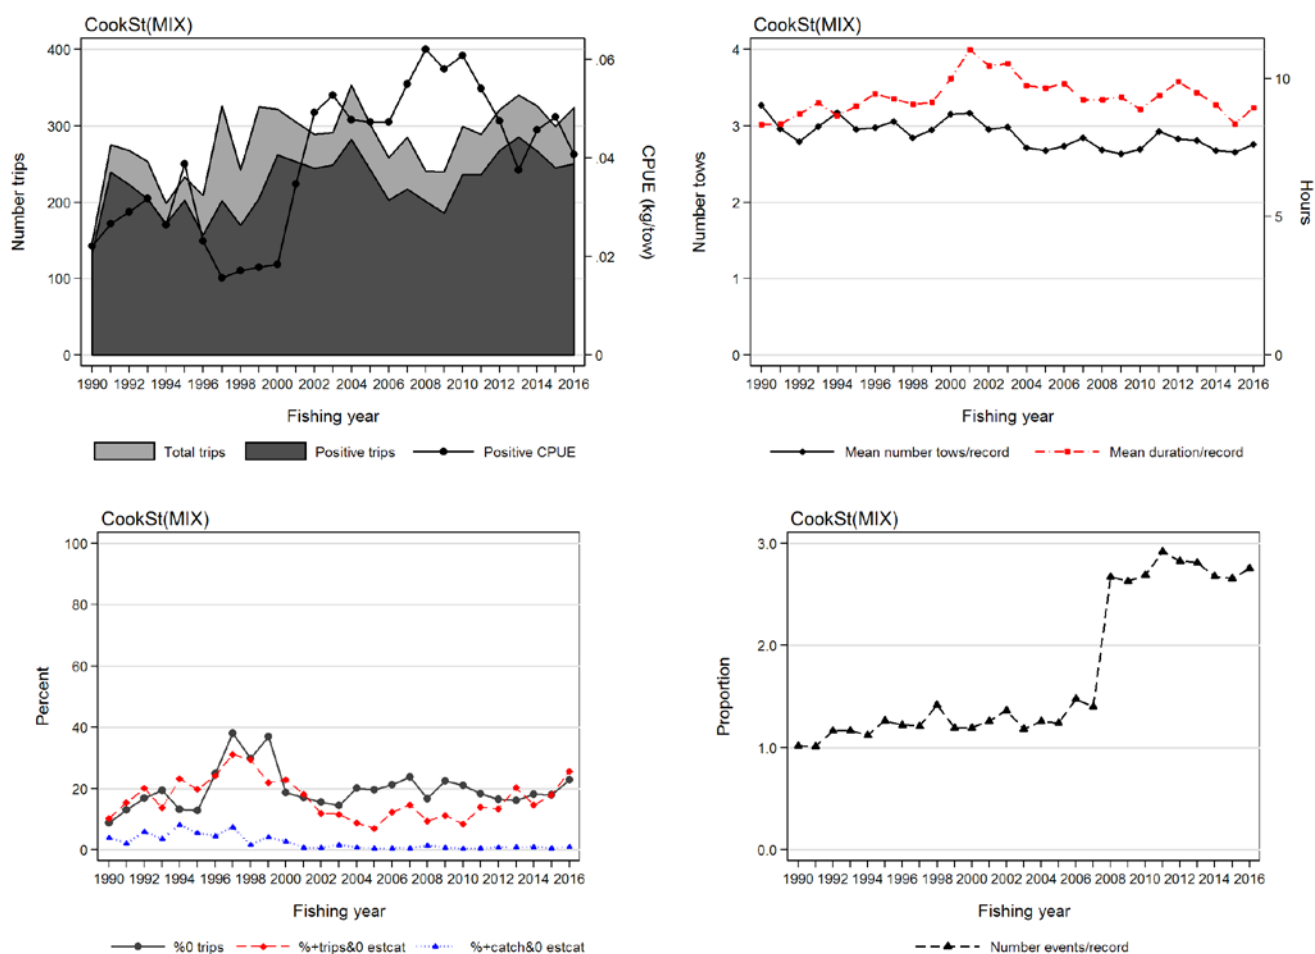 CookSt(MIX)
400
300
200
100
0
Number trips
.06
.04
.02
0
CPUE (kg/tow)
1990 1992 1994 1996 1998 2000 2002 2004 2006 2008 2010 2012 2014 2016
Fishing year
Total trips Positive trips Positive CPUE
CookSt(MIX)
4
3
2
1
0
Number tows
10
5
0
Hours
1990 1992 1994 1996 1998 2000 2002 2004 2006 2008 2010 2012 2014 2016
Fishing year
Mean number tows/record Mean duration/record
CookSt(MIX)
100
80
60
40
20
0
Percent
1990 1992 1994 1996 1998 2000 2002 2004 2006 2008 2010 2012 2014 2016
Fishing year
%0 trips %+trips&0 estcat %+catch&0 estcat
CookSt(MIX)
3.0
2.0
1.0
0.0
Proportion
1990 1992 1994 1996 1998 2000 2002 2004 2006 2008 2010 2012 2014 2016
Fishing year
Number events/record